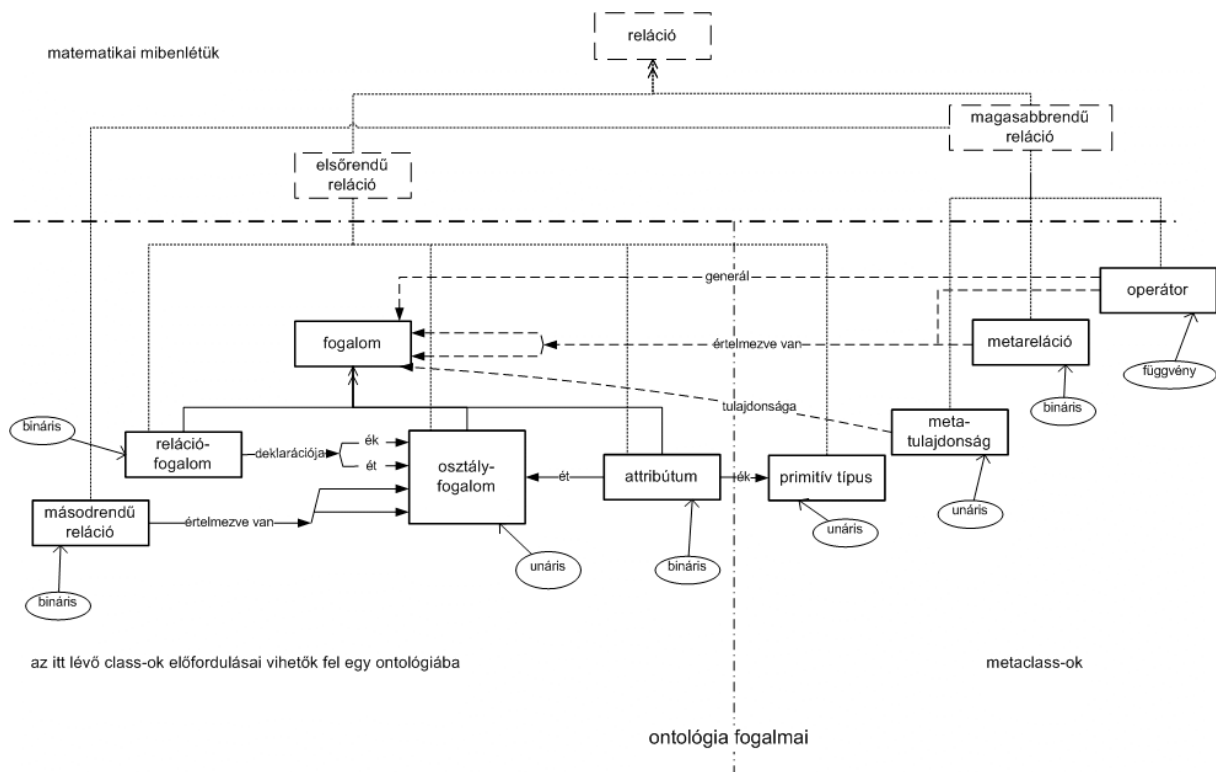 reláció
matematikai mibenlétük
magasabbrendű
reláció
elsőrendű
reláció
generál
operátor
fogalom
értelmezve van
metareláció
függvény
tulajdonsága
bináris
bináris
reláció-
fogalom
deklarációja
ék
ét
osztály-
fogalom
ét
attribútum
ék
primitív típus
meta-
tulajdonság
másodrendű
reláció
értelmezve van
unáris
unáris
unáris
bináris
bináris
az itt lévő class-ok előfordulásai vihetők fel egy ontológiába
metaclass-ok
ontológia fogalmai